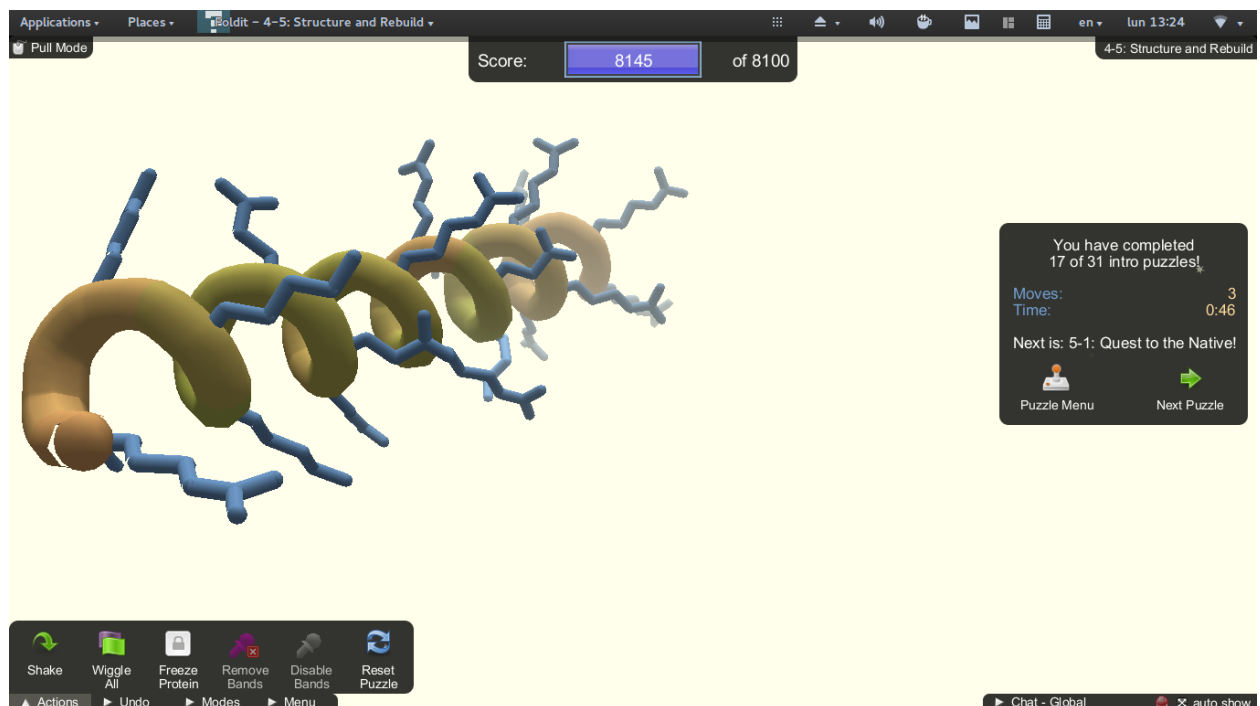 Applications
Places
Foldit – 4-5: Structure and Rebuild
en
lun 13:24
Pull Mode
Score:
8145
of 8100
4-5: Structure and Rebuild
You have completed
17 of 31 intro puzzles!
Moves: 3
Time: 0:46
Next is: 5-1: Quest to the Native!
Puzzle Menu
Next Puzzle
Shake
Wiggle
All
Freeze
Protein
Remove
Bands
Disable
Bands
Reset
Puzzle
Actions
Undo
Modes
Menu
Chat - Global
auto show